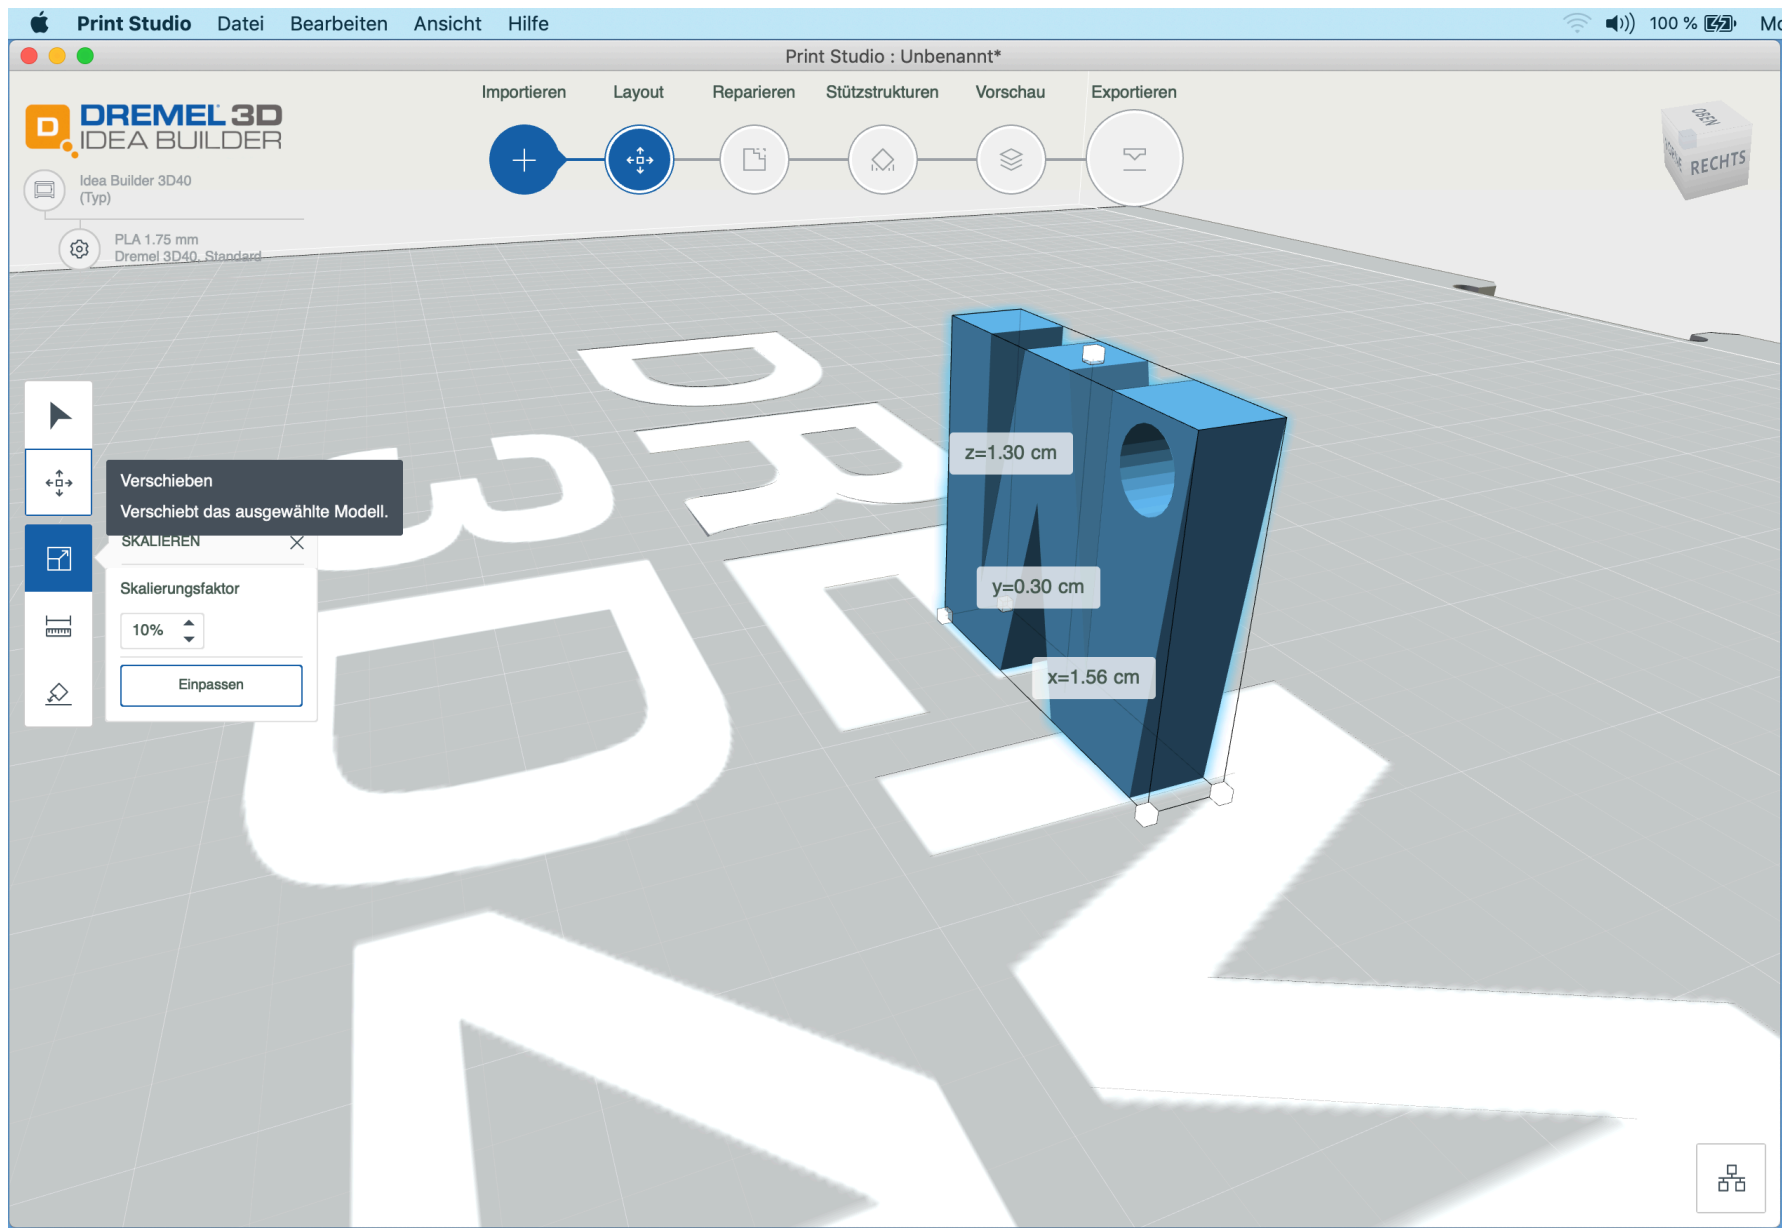 Print Studio Datei Bearbeiten Ansicht Hilfe 100 %
Print Studio : Unbenannt*
Importieren Layout Reparieren Stützstrukturen Vorschau Exportieren
D DREMEL 3D
IDEA BUILDER
Idea Builder 3D40
(Typ)
PLA 1.75 mm
Dremel 3D40, Standard
OBEN
RECHTS
z=1.30 cm
Verschieben
Verschiebt das ausgewählte Modell.
SKALIEREN
Skalierungsfaktor
y=0.30 cm
10%
x=1.56 cm
Einpassen